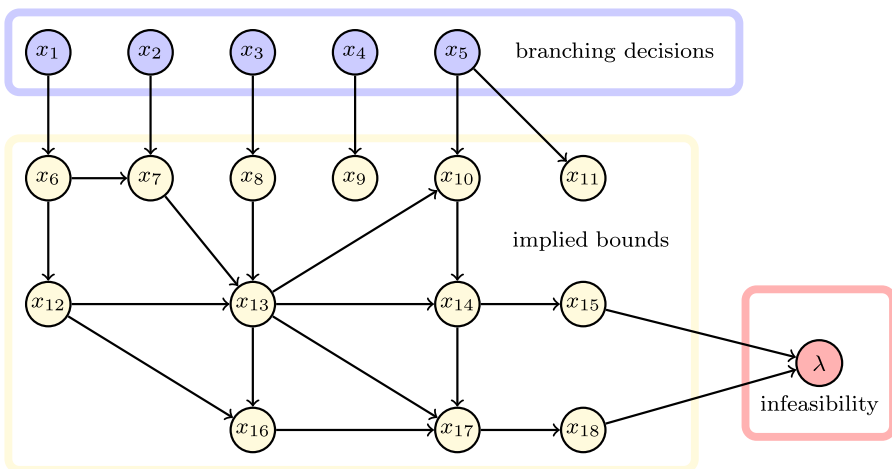 x₁ x₂ x₃ x₄ x₅ branching decisions
x₆ x₇ x₈ x₉ x₁₀ x₁₁
implied bounds
x₁₂ x₁₃ x₁₄ x₁₅
λ
infeasibility
x₁₆ x₁₇ x₁₈